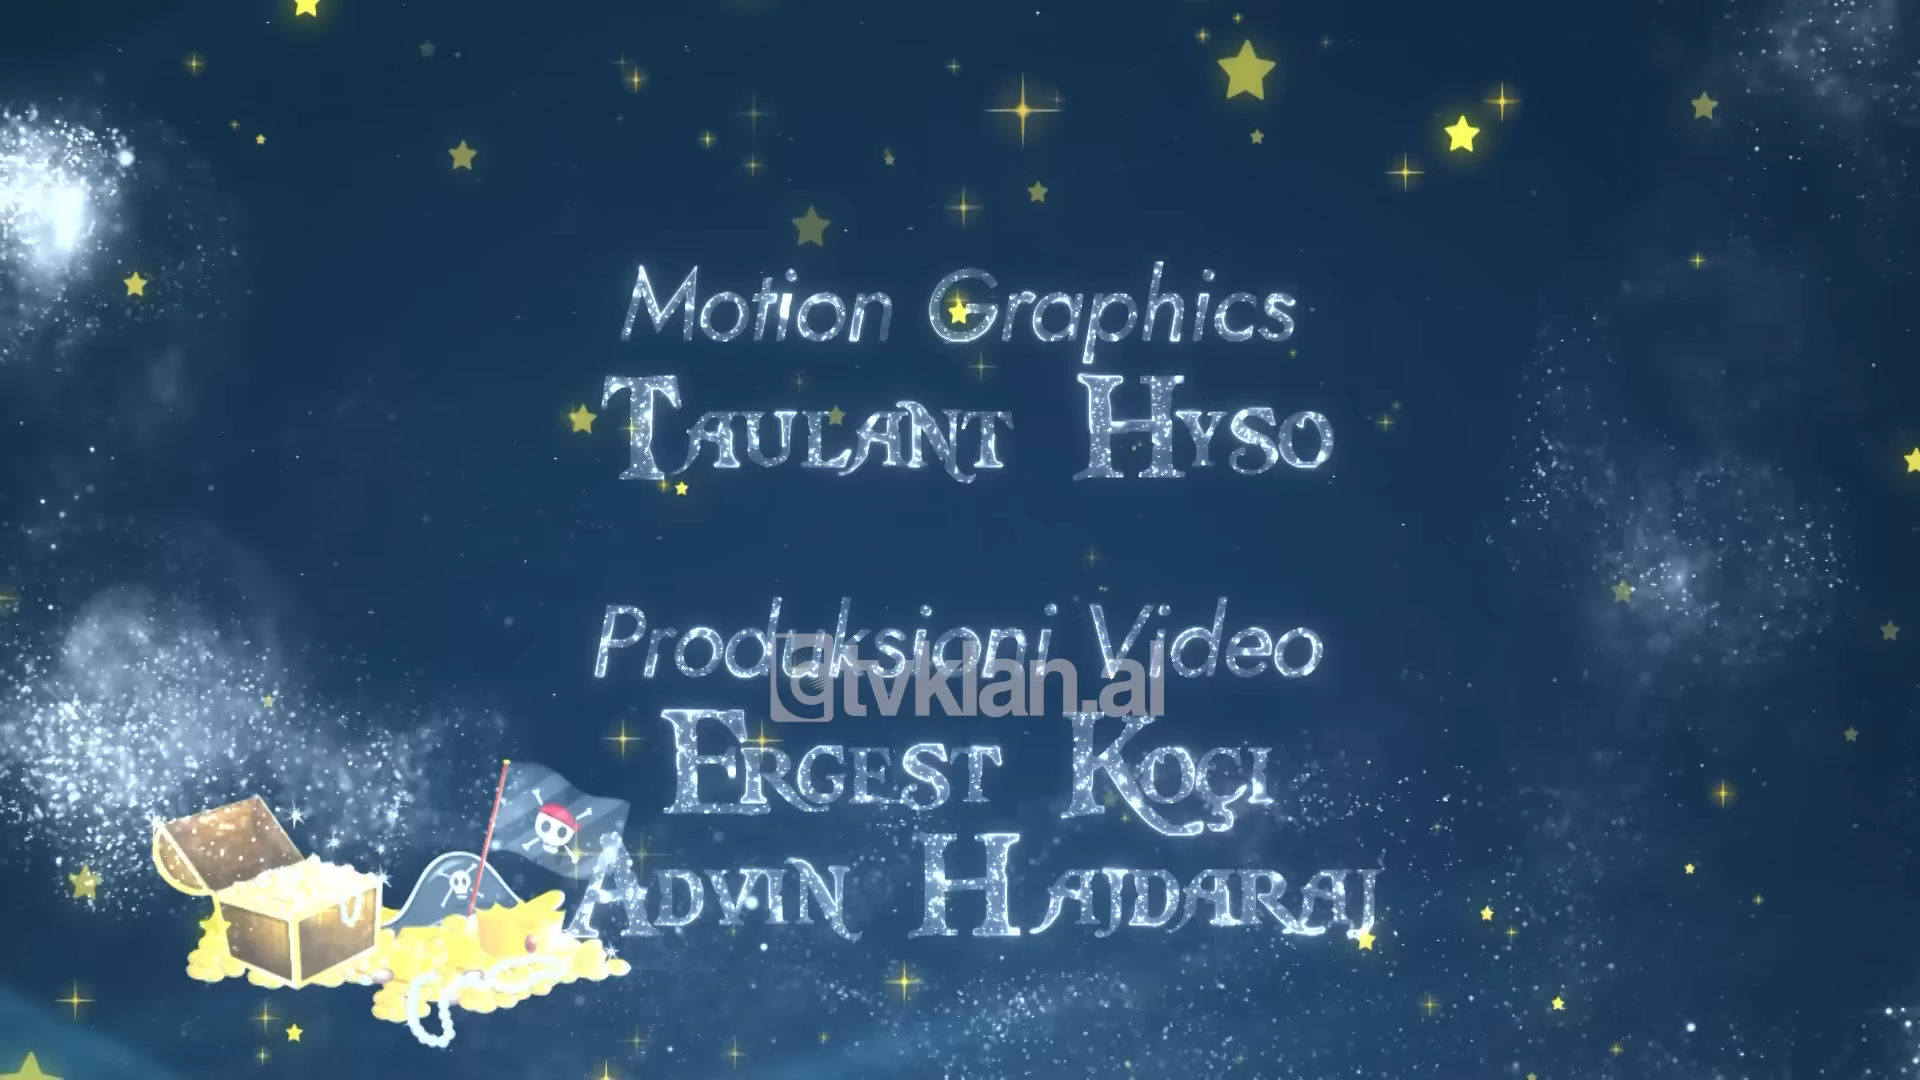 Motion Graphics
Taulant Hyso
Produksioni Video
tvklan.al
Ergest Koçi
Advin Hajdaraj